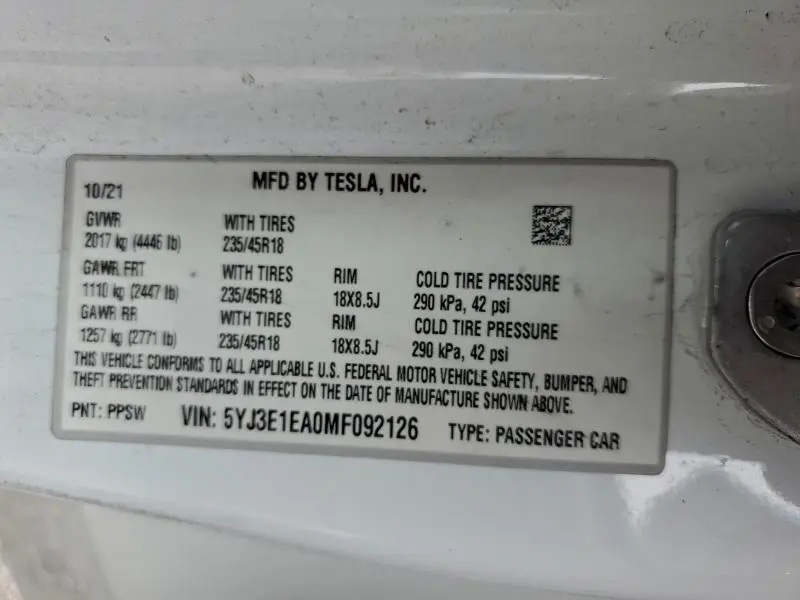 MFD BY TESLA, INC.
10/21
GVWR WITH TIRES
2017 kg (4446 lb) 235/45R18
GAWR FRT WITH TIRES RIM COLD TIRE PRESSURE
1110 kg (2447 lb) 235/45R18 18X8.5J 290 kPa, 42 psi
GAWR RR WITH TIRES RIM COLD TIRE PRESSURE
1257 kg (2771 lb) 235/45R18 18X8.5J 290 kPa, 42 psi
THIS VEHICLE CONFORMS TO ALL APPLICABLE U.S. FEDERAL MOTOR VEHICLE SAFETY, BUMPER, AND
THEFT PREVENTION STANDARDS IN EFFECT ON THE DATE OF MANUFACTURE SHOWN ABOVE.
PNT: PPSW VIN: 5YJ3E1EA0MF092126 TYPE: PASSENGER CAR